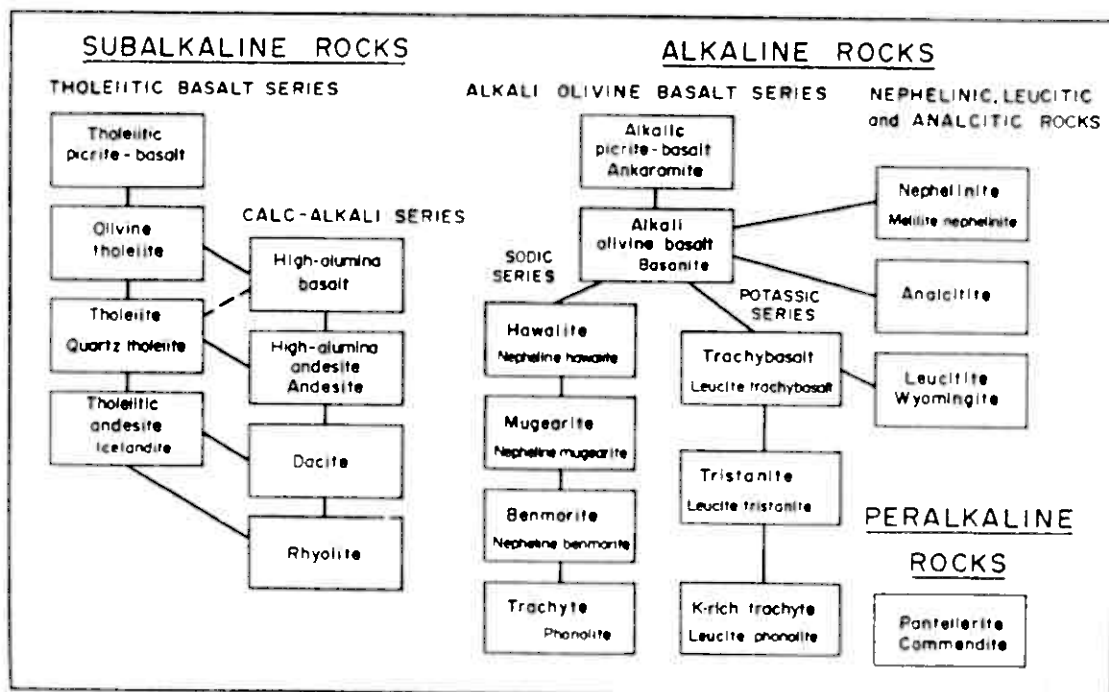 SUBALKALINE ROCKS
THOLEIITIC BASALT SERIES
Tholeiitic
picrite-basalt
Olivine
tholeiite
Tholeiite
Quartz tholeiite
Tholeiitic
andesite
Icelandite
CALC-ALKALI SERIES
High-alumina
basalt
High-alumina
andesite
Andesite
Dacite
Rhyolite
ALKALINE ROCKS
ALKALI OLIVINE BASALT SERIES
Alkalic
picrite-basalt
Ankaramite
Alkali
olivine basalt
Basanite
SODIC
SERIES
Hawaiite
Nepheline hawaiite
Mugearite
Nepheline mugearite
Benmorite
Nepheline benmorite
Trachyte
Phonolite
POTASSIC
SERIES
Trachybasalt
Leucite trachybasalt
Tristanite
Leucite tristanite
K-rich trachyte
Leucite phonolite
NEPHELINIC, LEUCITIC
and ANALCITIC ROCKS
Nephelinite
Melilite nephelinite
Analcitite
Leucitite
Wyomingite
PERALKALINE
ROCKS
Pantellerite
Commendite